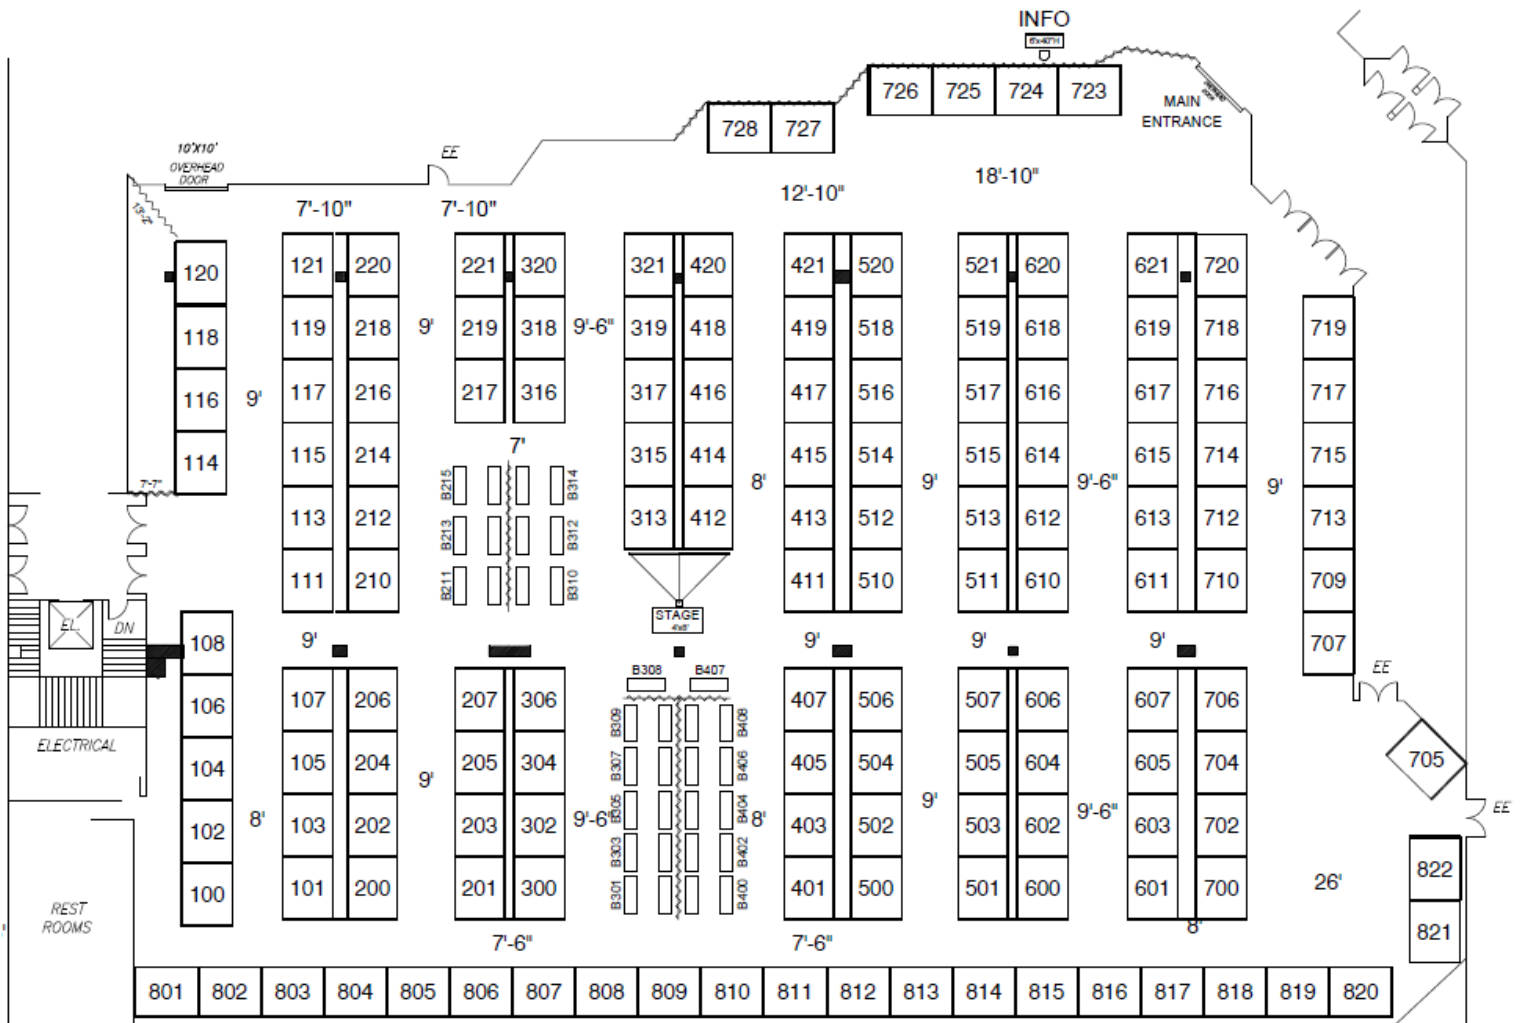 INFO
6'x40"H
726 725 724 723
MAIN
ENTRANCE
OVERHEAD
DOOR
728 727
10'X10'
OVERHEAD
DOOR
EE
18'-10"
12'-10"
13'-2"
7'-10" 7'-10"
120 121 220 221 320 321 420 421 520 521 620 621 720
118 119 218 9' 219 318 9'-6" 319 418 419 518 519 618 619 718 719
116 9' 117 216 217 316 317 416 417 516 517 616 617 716 717
7'
114 115 214 315 414 415 514 515 614 615 714 715
7'-7" B215 B314 8' 9' 9'-6" 9'
113 212 B213 B312 313 412 413 512 513 612 613 712 713
111 210 B211 B310 411 510 511 610 611 710 709
STAGE
4'x8'
EL. DN
108 9' 9' 9' 9' 707
B308 B407 EE
106 107 206 207 306 B309 B408 407 506 507 606 607 706
ELECTRICAL
104 105 204 9' 205 304 B307 B406 405 504 505 604 605 704 705
EE
102 8' 103 202 203 302 9'-6" B305 B404 8' 403 502 9' 503 602 9'-6" 603 702
B303 B402
100 101 200 201 300 B301 B400 401 500 501 600 601 700 26' 822
REST
ROOMS
8'
821
7'-6" 7'-6"
801 802 803 804 805 806 807 808 809 810 811 812 813 814 815 816 817 818 819 820